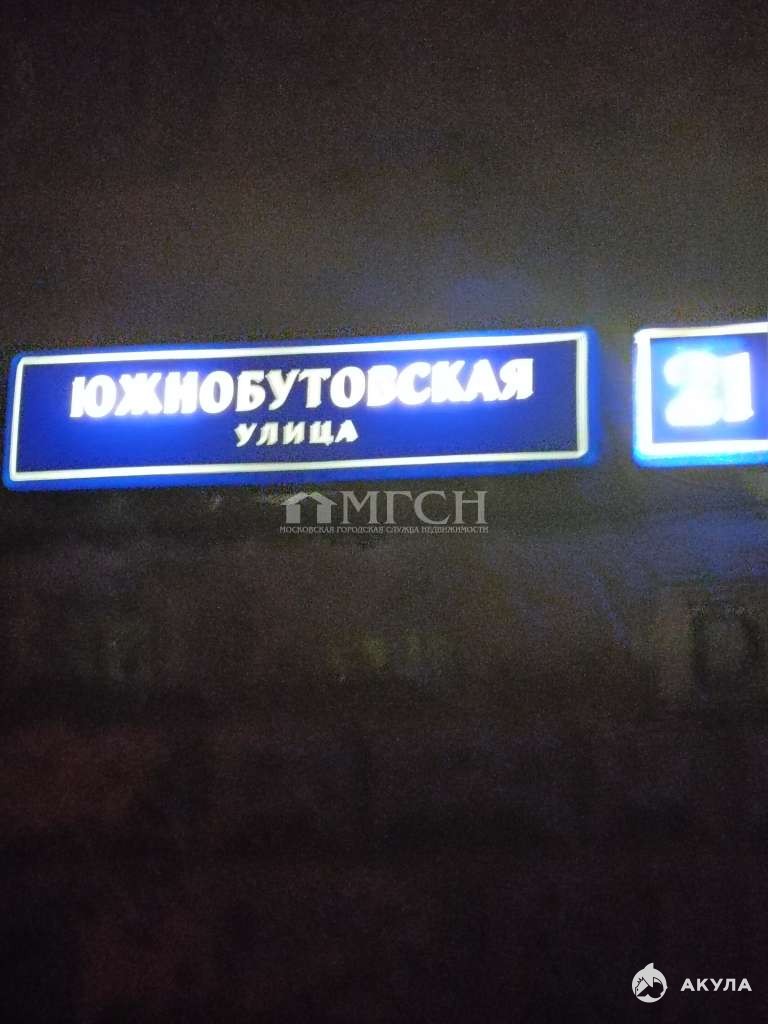 ЮЖНОБУТОВСКАЯ
УЛИЦА
21
МГСН
МОСКОВСКАЯ ГОРОДСКАЯ СЛУЖБА НЕДВИЖИМОСТИ
АКУЛА